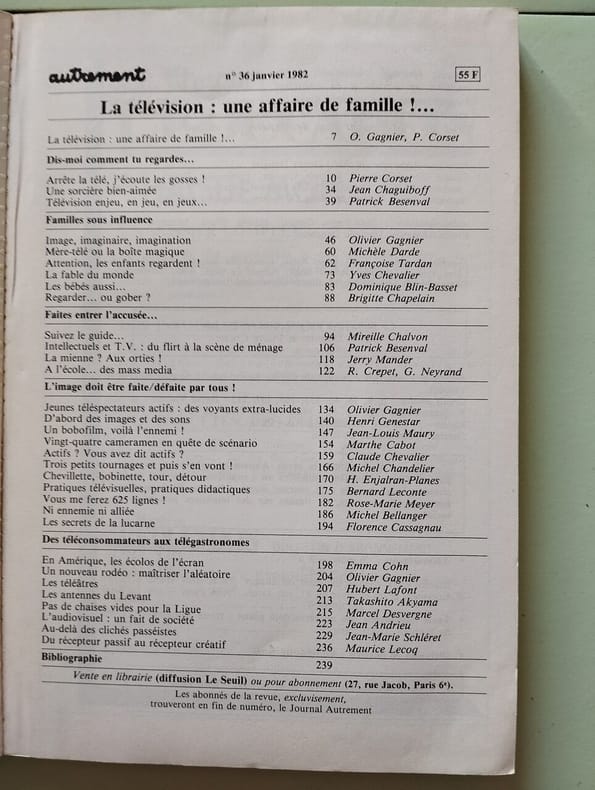 autrement n° 36 janvier 1982 55 F
La télévision : une affaire de famille !...
La télévision : une affaire de famille !... 7 O. Gagnier, P. Corset
Dis-moi comment tu regardes...
Arrête la télé, j'écoute les gosses ! 10 Pierre Corset
Une sorcière bien-aimée 34 Jean Chaguiboff
Télévision enjeu, en jeu, en jeux... 39 Patrick Besenval
Familles sous influence
Image, imaginaire, imagination 46 Olivier Gagnier
Mère-télé ou la boîte magique 60 Michèle Darde
Attention, les enfants regardent ! 62 Françoise Tardan
La fable du monde 73 Yves Chevalier
Les bébés aussi... 83 Dominique Blin-Basset
Regarder... ou gober ? 88 Brigitte Chapelain
Faites entrer l'accusée...
Suivez le guide... 94 Mireille Chalvon
Intellectuels et T.V. : du flirt à la scène de ménage 106 Patrick Besenval
La mienne ? Aux orties ! 118 Jerry Mander
A l'école... des mass media 122 R. Crepet, G. Neyrand
L'image doit être faite/défaite par tous !
Jeunes téléspectateurs actifs : des voyants extra-lucides 134 Olivier Gagnier
D'abord des images et des sons 140 Henri Genestar
Un bobofilm, voilà l'ennemi ! 147 Jean-Louis Maury
Vingt-quatre cameramen en quête de scénario 154 Marthe Cabot
Actifs ? Vous avez dit actifs ? 159 Claude Chevalier
Trois petits tournages et puis s'en vont ! 166 Michel Chandelier
Chevillette, bobinette, tour, détour 170 H. Enjalran-Planes
Pratiques télévisuelles, pratiques didactiques 175 Bernard Leconte
Vous me ferez 625 lignes ! 182 Rose-Marie Meyer
Ni ennemie ni alliée 186 Michel Bellanger
Les secrets de la lucarne 194 Florence Cassagnau
Des téléconsommateurs aux télégastronomes
En Amérique, les écolos de l'écran 198 Emma Cohn
Un nouveau rodéo : maîtriser l'aléatoire 204 Olivier Gagnier
Les téléâtres 207 Hubert Lafont
Les antennes du Levant 213 Takashito Akyama
Pas de chaises vides pour la Ligue 215 Marcel Desvergne
L'audiovisuel : un fait de société 223 Jean Andrieu
Au-delà des clichés passéistes 229 Jean-Marie Schléret
Du récepteur passif au récepteur créatif 236 Maurice Lecoq
Bibliographie 239
Vente en librairie (diffusion Le Seuil) ou pour abonnement (27, rue Jacob, Paris 6e).
Les abonnés de la revue, exclusivement,
trouveront en fin de numéro, le Journal Autrement